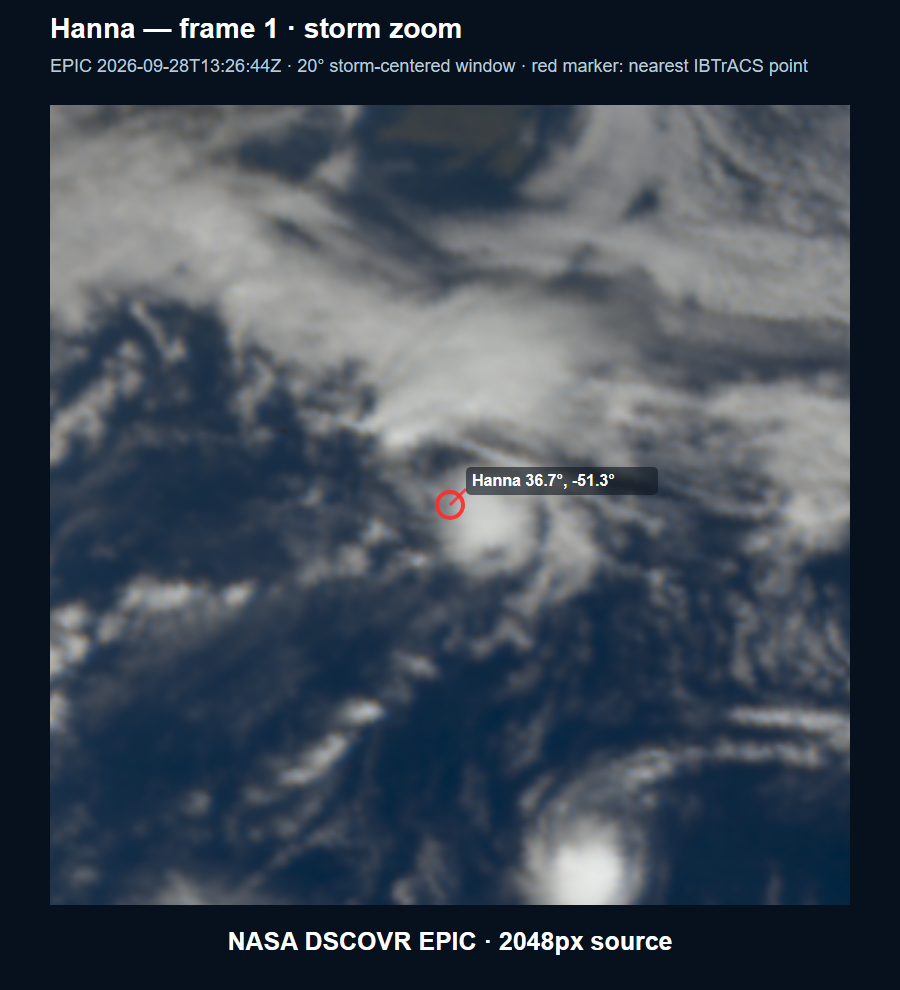 Hanna — frame 1 · storm zoom
EPIC 2026-09-28T13:26:44Z · 20° storm-centered window · red marker: nearest IBTrACS point
Hanna 36.7°, -51.3°
NASA DSCOVR EPIC · 2048px source